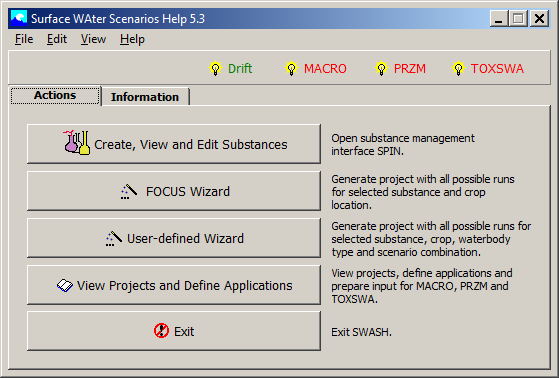 Surface WAter Scenarios Help 5.3
File Edit View Help
Drift MACRO PRZM TOXSWA
Actions Information
Create, View and Edit Substances
Open substance management
interface SPIN.
FOCUS Wizard
Generate project with all possible runs
for selected substance and crop
location.
User-defined Wizard
Generate project with all possible runs for
selected substance, crop, waterbody
type and scenario combination.
View Projects and Define Applications
View projects, define applications and
prepare input for MACRO, PRZM and
TOXSWA.
Exit
Exit SWASH.